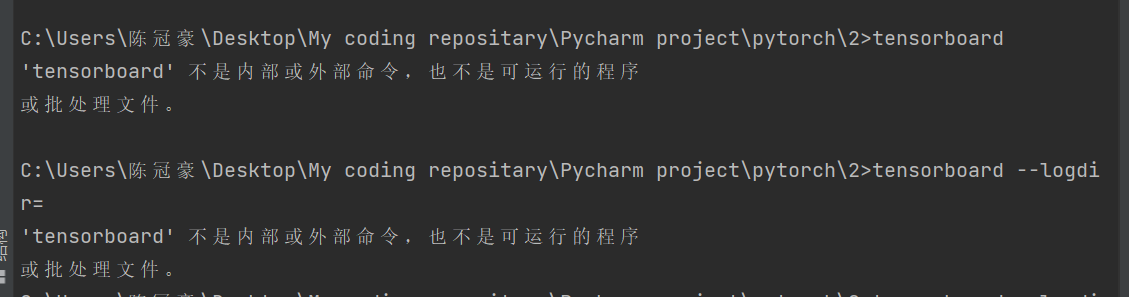 C:\Users\陈冠豪\Desktop\My coding repositary\Pycharm project\pytorch\2>tensorboard
'tensorboard' 不是内部或外部命令，也不是可运行的程序
或批处理文件。
C:\Users\陈冠豪\Desktop\My coding repositary\Pycharm project\pytorch\2>tensorboard --logdi
r=
'tensorboard' 不是内部或外部命令，也不是可运行的程序
或批处理文件。